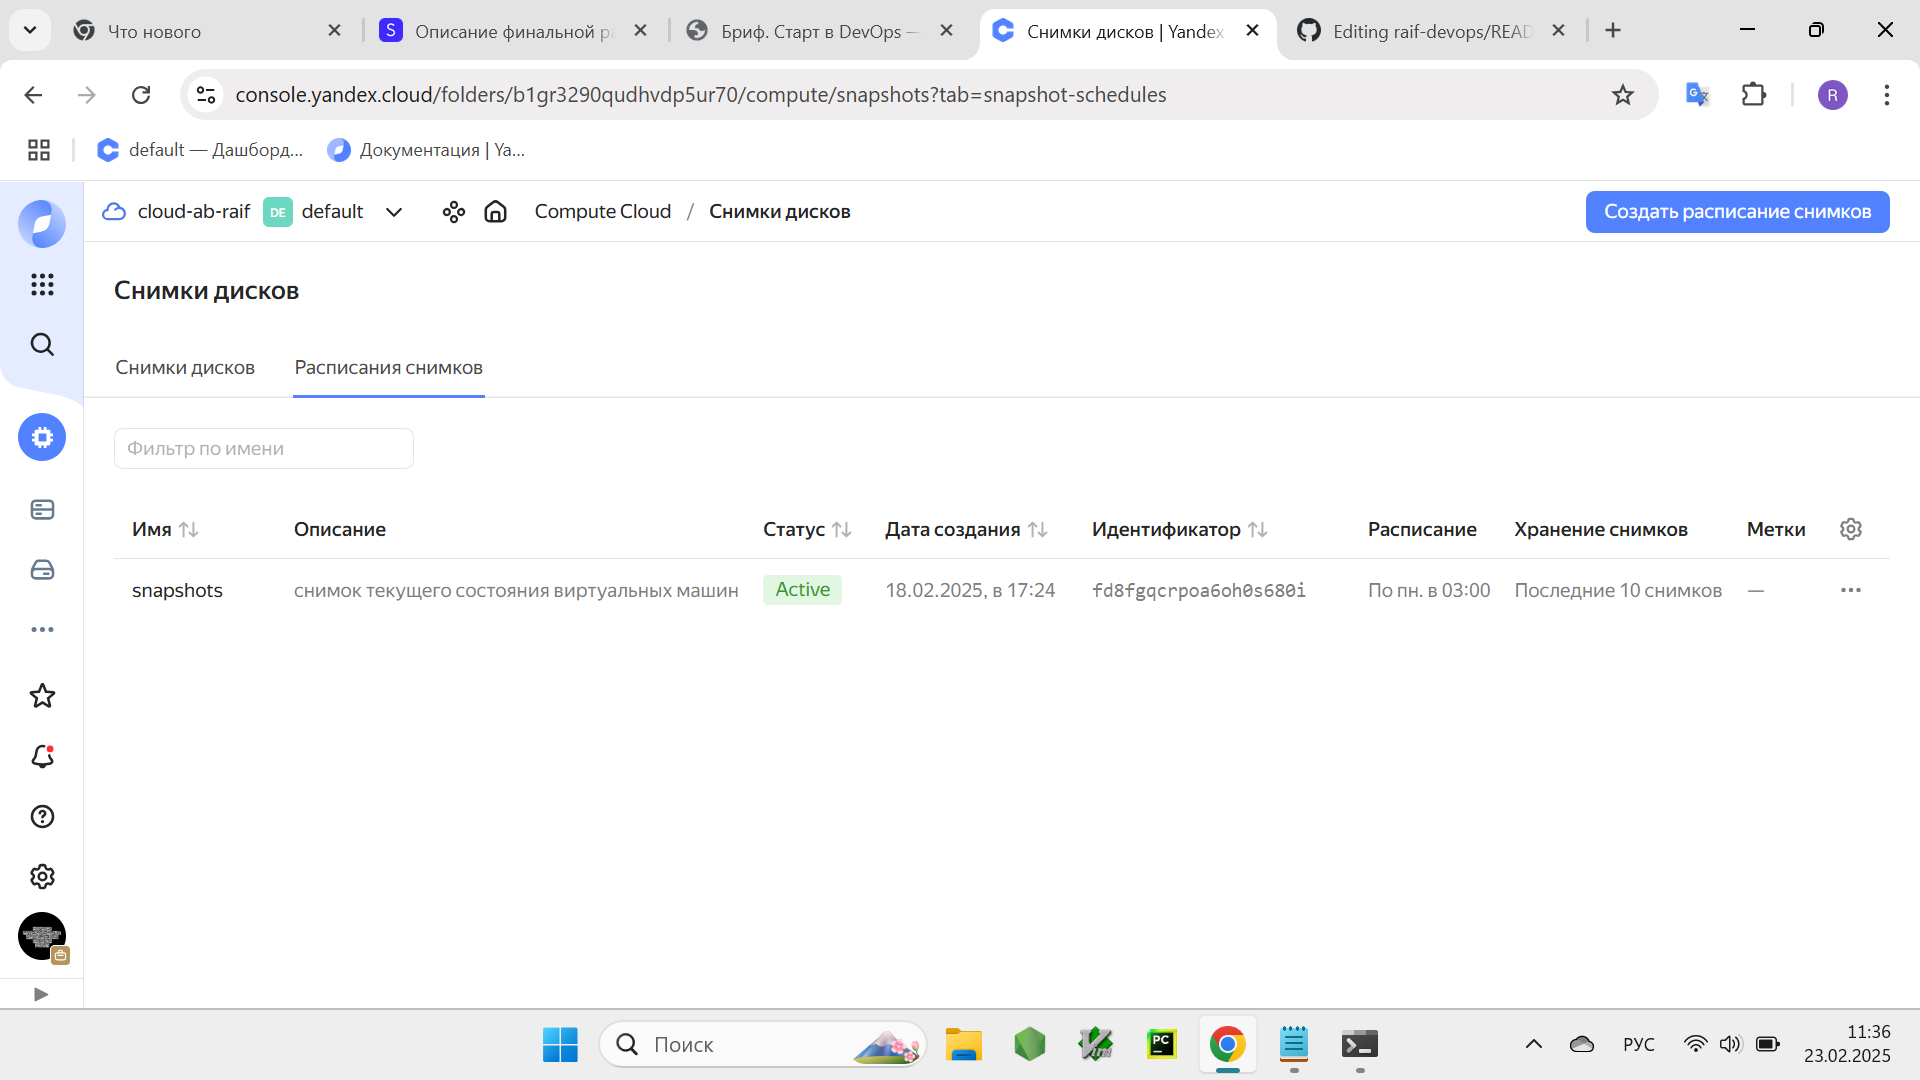 Что нового
S
Описание финальной ра
Бриф. Старт в DevOps —
Снимки дисков | Yandex
Editing raif-devops/READ
console.yandex.cloud/folders/b1gr3290qudhvdp5ur70/compute/snapshots?tab=snapshot-schedules
R
default — Дашборд...
Документация | Ya...
cloud-ab-raif
DE
default
Compute Cloud / Снимки дисков
Создать расписание снимков
Снимки дисков
Снимки дисков
Расписания снимков
Фильтр по имени
Имя
Описание
Статус
Дата создания
Идентификатор
Расписание
Хранение снимков
Метки
snapshots
снимок текущего состояния виртуальных машин
Active
18.02.2025, в 17:24
fd8fgqcrpoa6oh0s680i
По пн. в 03:00
Последние 10 снимков
—
Поиск
PC
РУС
11:36
23.02.2025